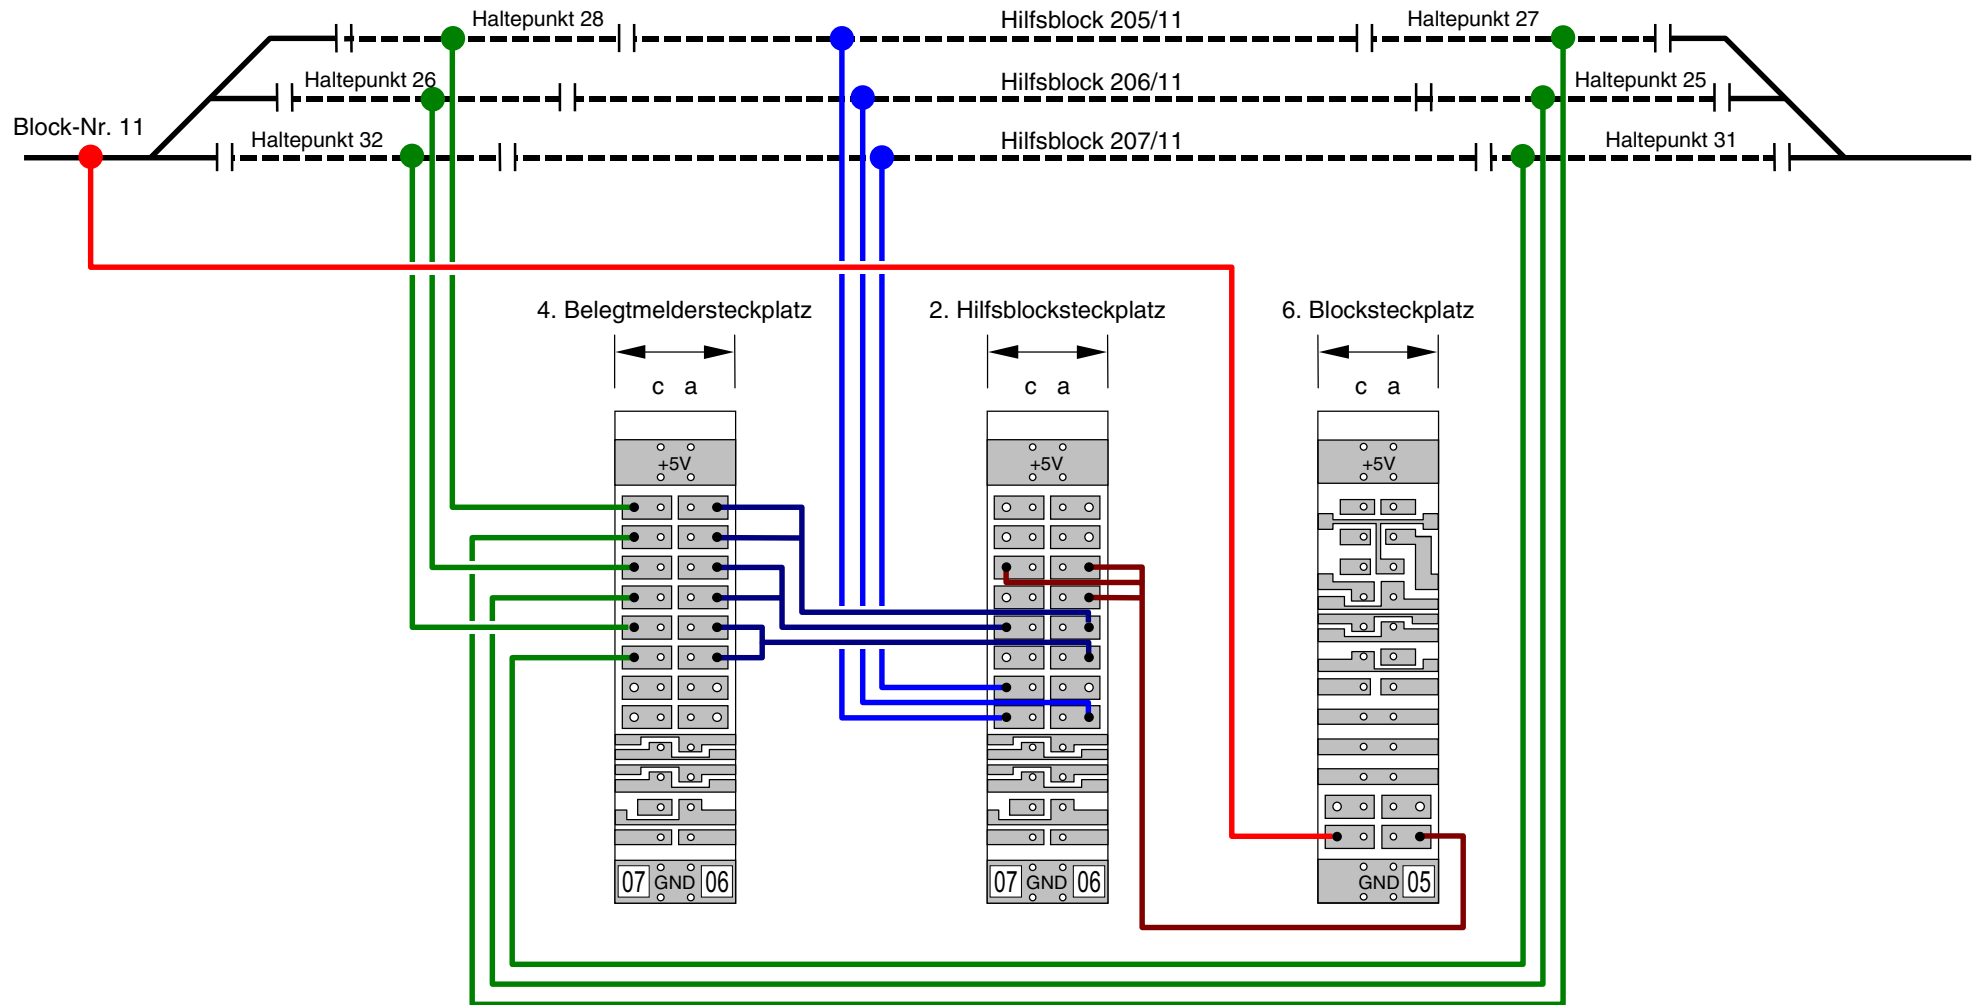 Haltepunkt 28
Hilfsblock 205/11
Haltepunkt 27
Haltepunkt 26
Hilfsblock 206/11
Haltepunkt 25
Block-Nr. 11
Haltepunkt 32
Hilfsblock 207/11
Haltepunkt 31
4. Belegtmeldersteckplatz
2. Hilfsblocksteckplatz
6. Blocksteckplatz
c a
c a
c a
+5V
+5V
+5V
07 GND 06
07 GND 06
GND 05